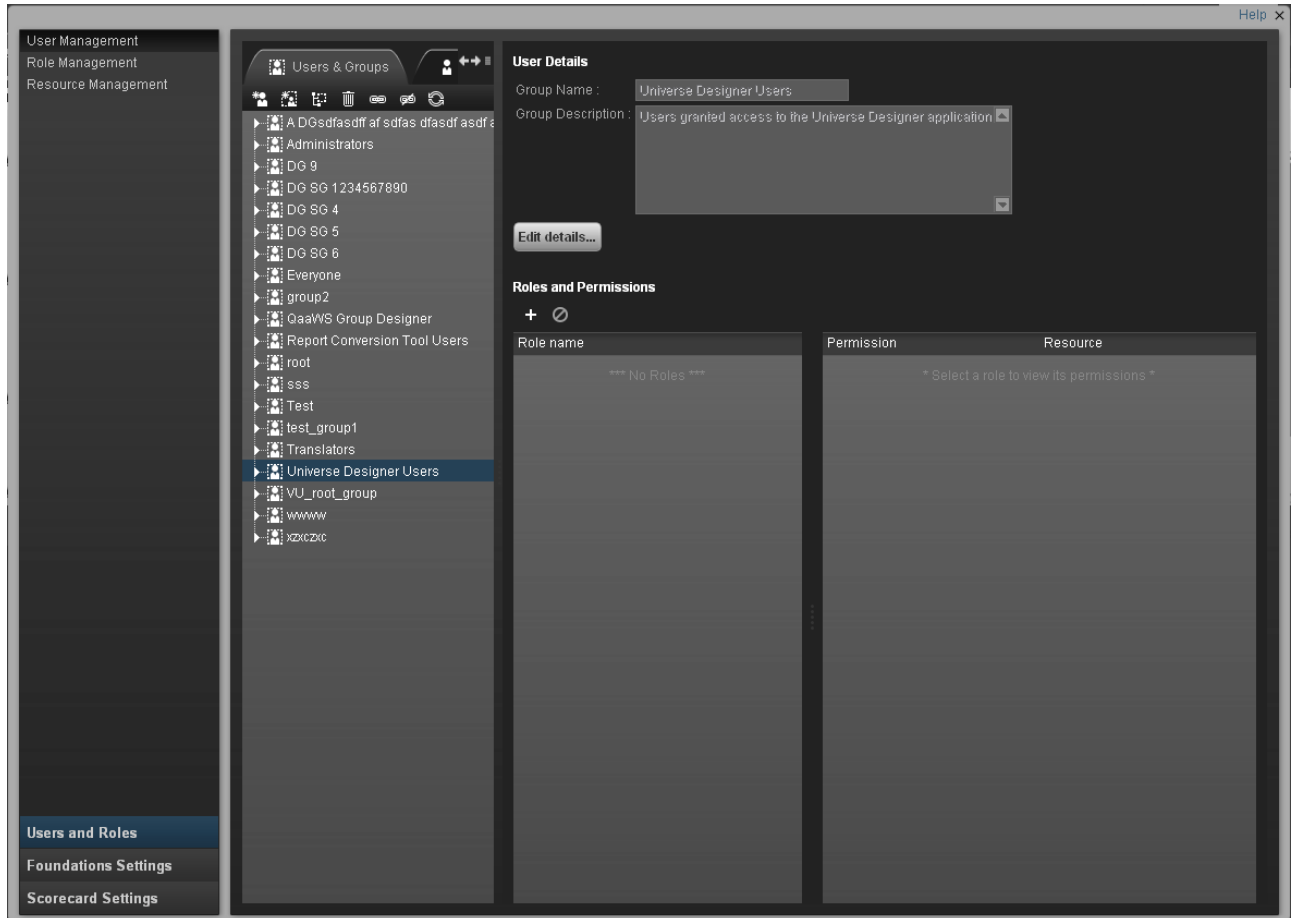 Help
User Management
Role Management
Resource Management
Users & Groups
A DGsdfasdff af sdfas dfasdf asdf a
Administrators
DG 9
DG SG 1234567890
DG SG 4
DG SG 5
DG SG 6
Everyone
group2
QaaWS Group Designer
Report Conversion Tool Users
root
sss
Test
test_group1
Translators
Universe Designer Users
VU_root_group
wwww
xzxczxc
Users and Roles
Foundations Settings
Scorecard Settings
User Details
Group Name : Universe Designer Users
Group Description : Users granted access to the Universe Designer application
Edit details...
Roles and Permissions
Role name
*** No Roles ***
Permission Resource
* Select a role to view its permissions *